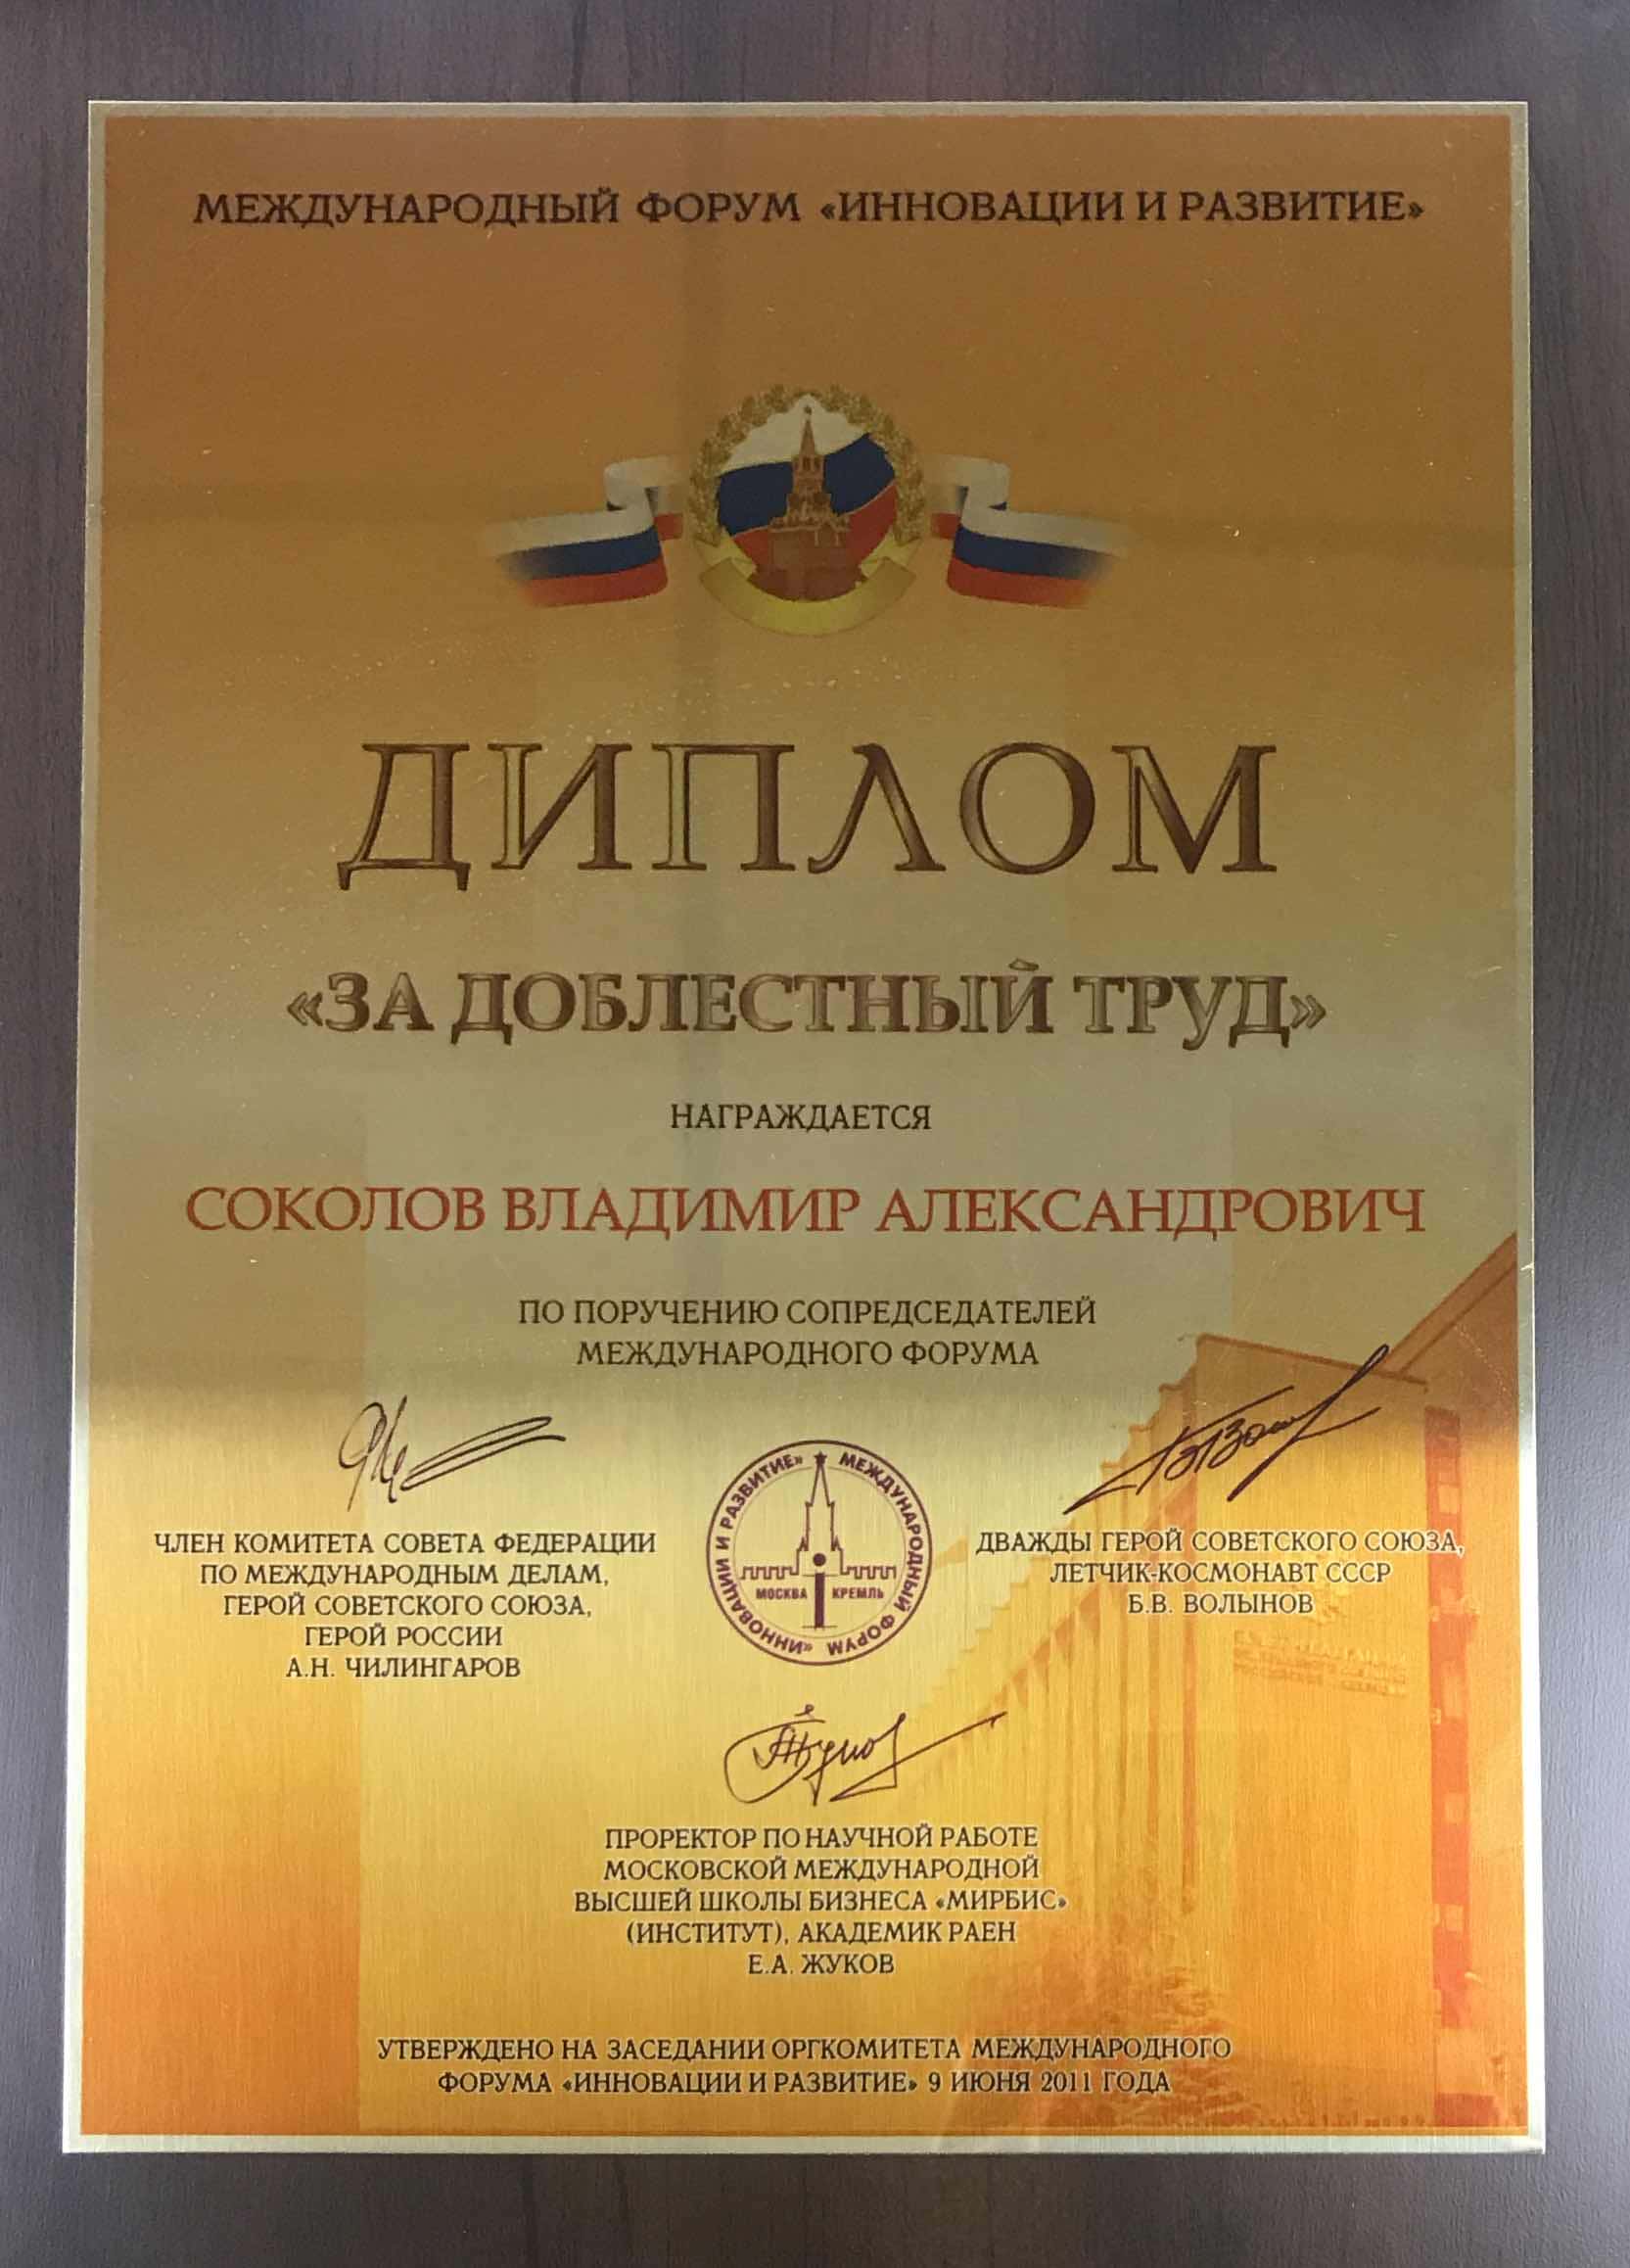 МЕЖДУНАРОДНЫЙ ФОРУМ «ИННОВАЦИИ И РАЗВИТИЕ»
ДИПЛОМ
«ЗА ДОБЛЕСТНЫЙ ТРУД»
НАГРАЖДАЕТСЯ
СОКОЛОВ ВЛАДИМИР АЛЕКСАНДРОВИЧ
ПО ПОРУЧЕНИЮ СОПРЕДСЕДАТЕЛЕЙ
МЕЖДУНАРОДНОГО ФОРУМА
ЧЛЕН КОМИТЕТА СОВЕТА ФЕДЕРАЦИИ
ПО МЕЖДУНАРОДНЫМ ДЕЛАМ,
ГЕРОЙ СОВЕТСКОГО СОЮЗА,
ГЕРОЙ РОССИИ
А.Н. ЧИЛИНГАРОВ
МЕЖДУНАРОДНЫЙ ФОРУМ «ИННОВАЦИИ И РАЗВИТИЕ»
МОСКВА КРЕМЛЬ
ДВАЖДЫ ГЕРОЙ СОВЕТСКОГО СОЮЗА,
ЛЕТЧИК-КОСМОНАВТ СССР
Б.В. ВОЛЫНОВ
ПРОРЕКТОР ПО НАУЧНОЙ РАБОТЕ
МОСКОВСКОЙ МЕЖДУНАРОДНОЙ
ВЫСШЕЙ ШКОЛЫ БИЗНЕСА «МИРБИС»
(ИНСТИТУТ), АКАДЕМИК РАЕН
Е.А. ЖУКОВ
УТВЕРЖДЕНО НА ЗАСЕДАНИИ ОРГКОМИТЕТА МЕЖДУНАРОДНОГО
ФОРУМА «ИННОВАЦИИ И РАЗВИТИЕ» 9 ИЮНЯ 2011 ГОДА